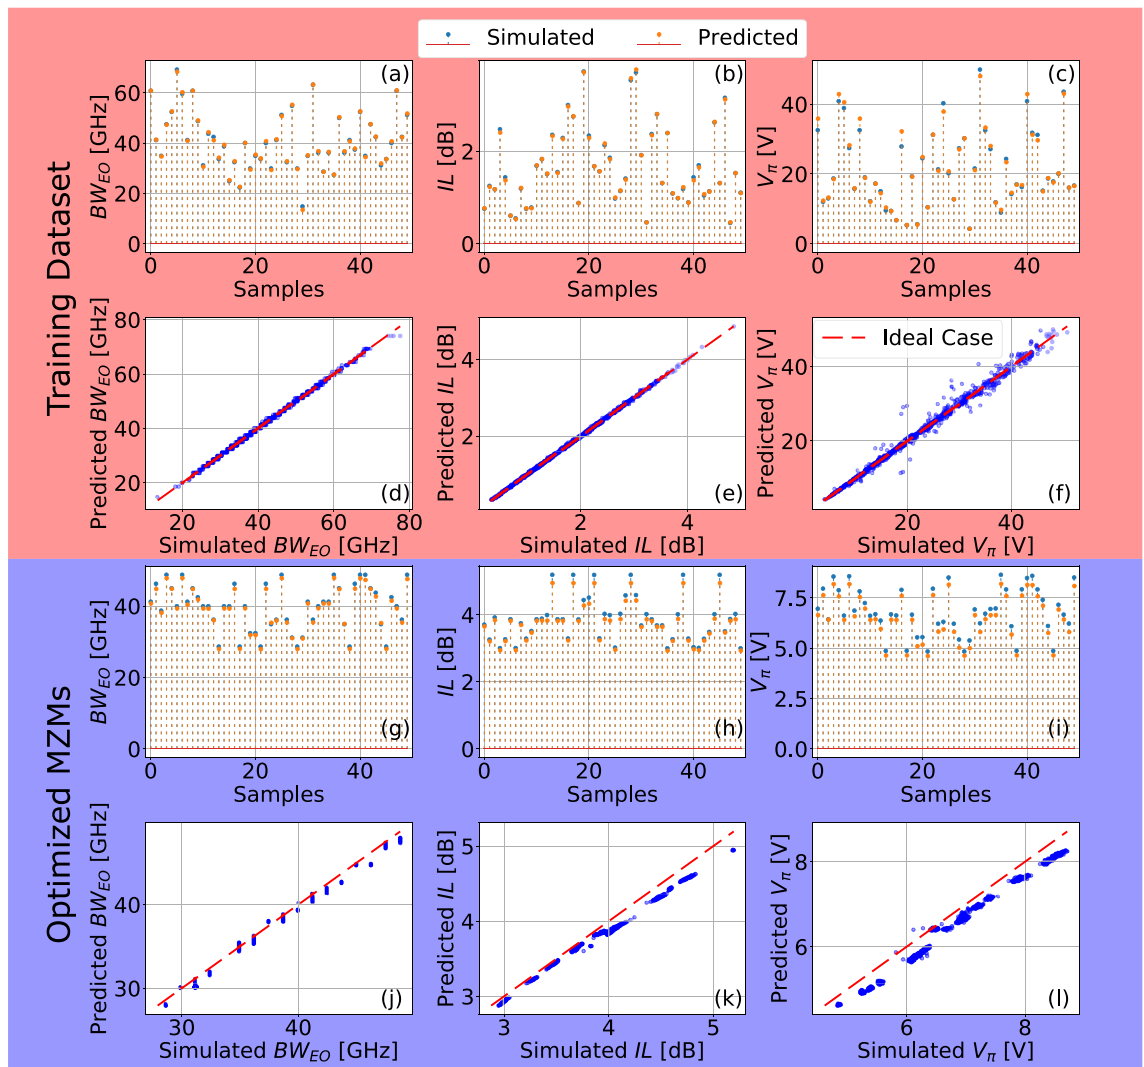 Simulated
Predicted
Training Dataset
(a)
BW_EO [GHz]
60
40
20
0
0
20
40
Samples
(b)
IL [dB]
2
0
0
20
40
Samples
(c)
V_π [V]
40
20
0
0
20
40
Samples
(d)
Predicted BW_EO [GHz]
80
60
40
20
20
40
60
80
Simulated BW_EO [GHz]
(e)
Predicted IL [dB]
4
2
2
4
Simulated IL [dB]
Ideal Case
(f)
Predicted V_π [V]
40
20
20
40
Simulated V_π [V]
Optimized MZMs
(g)
BW_EO [GHz]
40
20
0
0
20
40
Samples
(h)
IL [dB]
4
2
0
0
20
40
Samples
(i)
V_π [V]
7.5
5.0
2.5
0.0
0
20
40
Samples
(j)
Predicted BW_EO [GHz]
40
30
30
40
Simulated BW_EO [GHz]
(k)
Predicted IL [dB]
5
4
3
3
4
5
Simulated IL [dB]
(l)
Predicted V_π [V]
8
6
6
8
Simulated V_π [V]